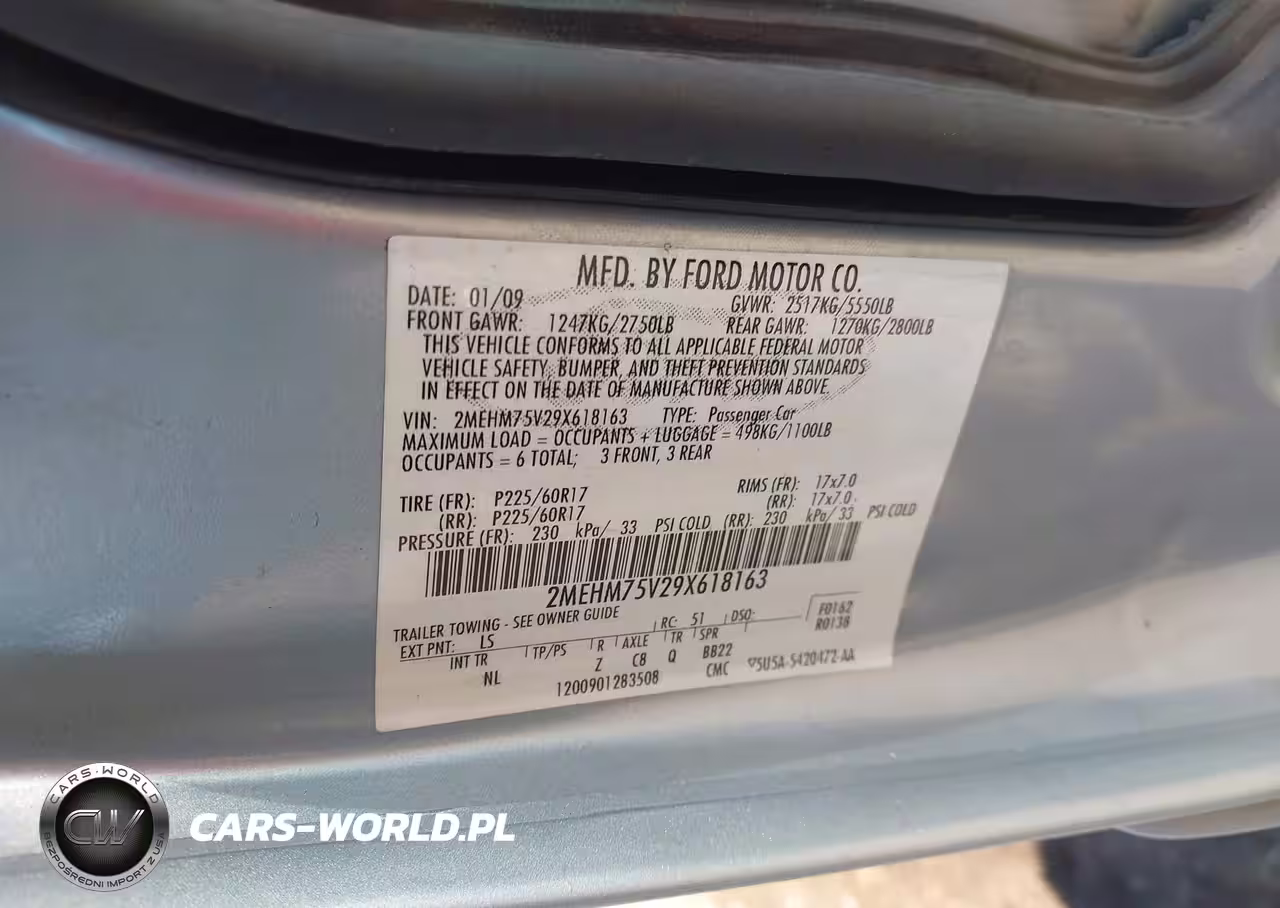 MFD. BY FORD MOTOR CO.
DATE: 01/09 GVWR: 2517KG/5550LB
FRONT GAWR: 1247KG/2750LB REAR GAWR: 1270KG/2800LB
THIS VEHICLE CONFORMS TO ALL APPLICABLE FEDERAL MOTOR
VEHICLE SAFETY, BUMPER, AND THEFT PREVENTION STANDARDS
IN EFFECT ON THE DATE OF MANUFACTURE SHOWN ABOVE.
VIN: 2MEHM75V29X618163 TYPE: Passenger Car
MAXIMUM LOAD = OCCUPANTS + LUGGAGE = 498KG/1100LB
OCCUPANTS = 6 TOTAL; 3 FRONT, 3 REAR
TIRE (FR): P225/60R17 RIMS (FR): 17x7.0
(RR): P225/60R17 (RR): 17x7.0
PRESSURE (FR): 230 kPa/ 33 PSI COLD (RR): 230 kPa/ 33 PSI COLD
2MEHM75V29X618163
TRAILER TOWING - SEE OWNER GUIDE
EXT PNT: LS RC: 51 DSO: F0162
R0138
INT TR TP/PS R AXLE TR SPR
NL Z C8 Q BB22
1200901283508 CMC 5U5A-5420472-AA
CARS-WORLD
CW
BEZPOŚREDNI IMPORT Z USA
CARS-WORLD.PL